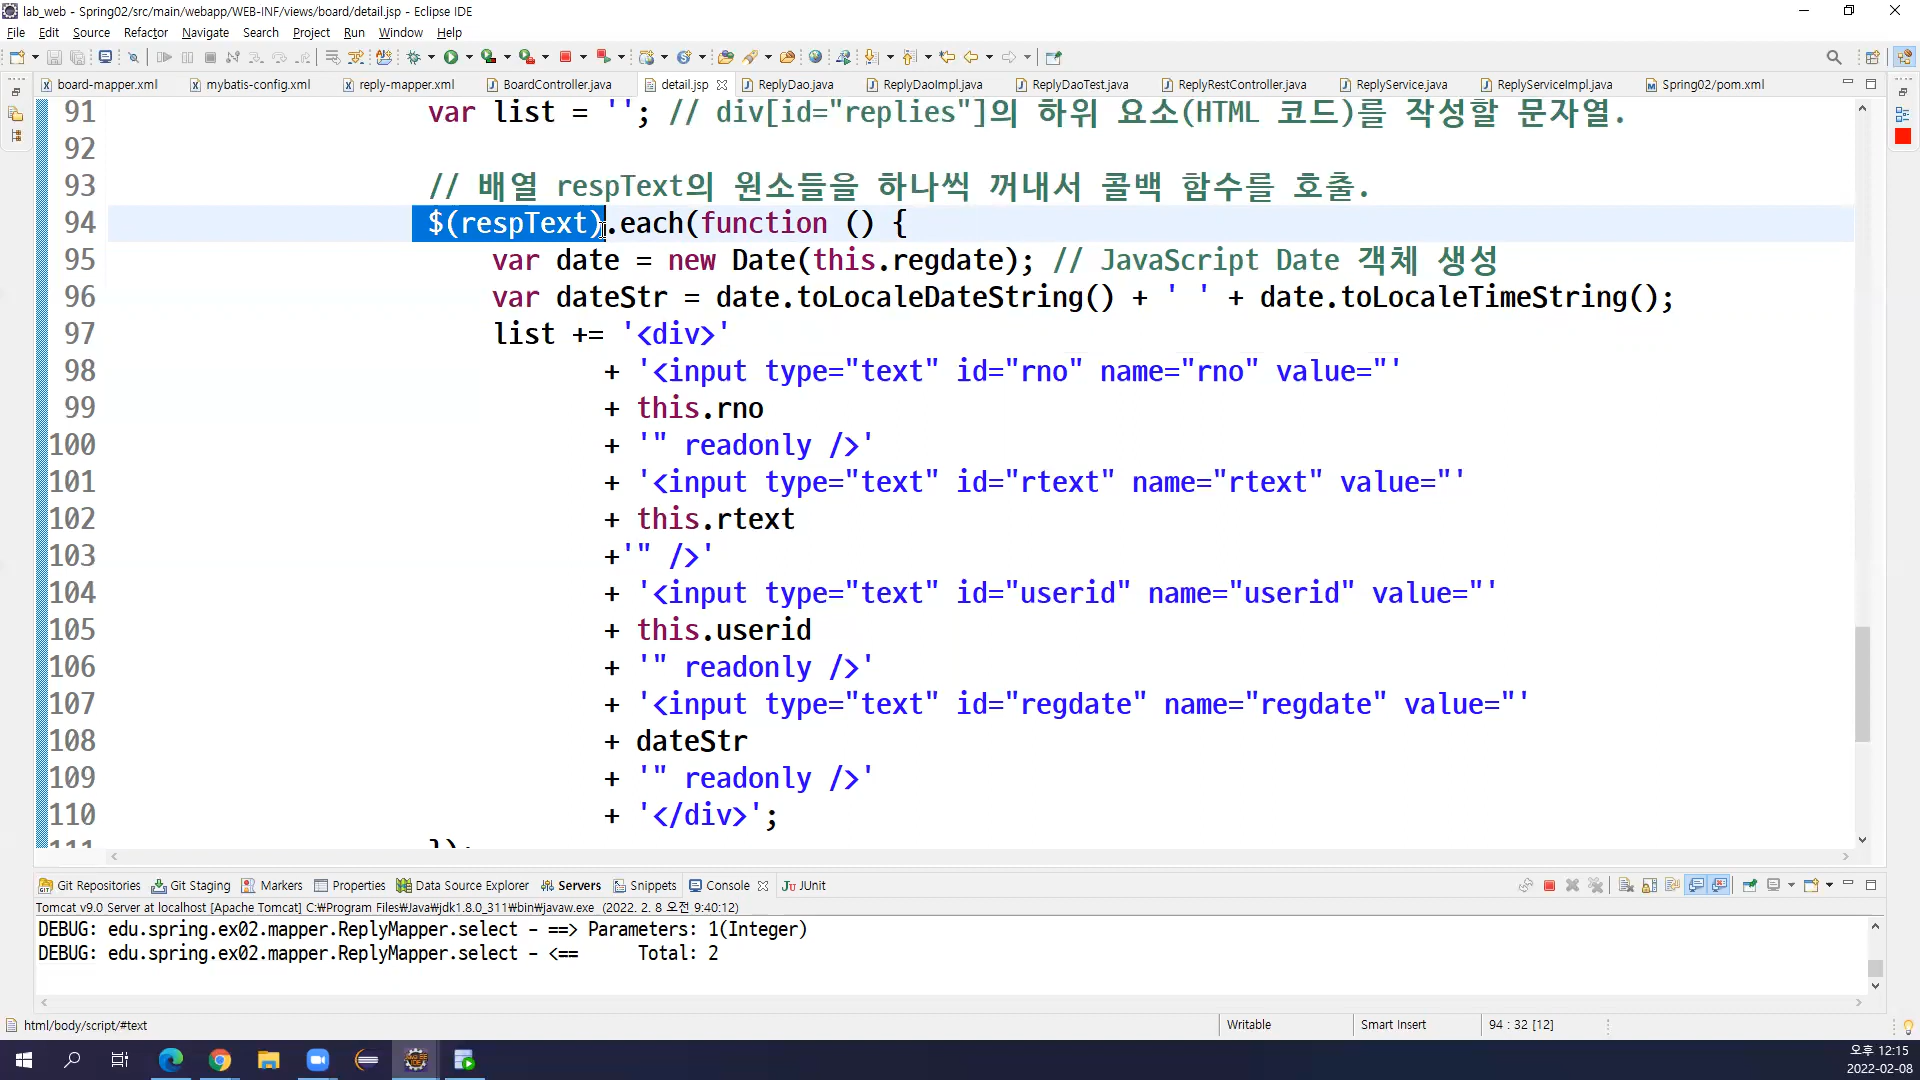 lab_web - Spring02/src/main/webapp/WEB-INF/views/board/detail.jsp - Eclipse IDE
File Edit Source Refactor Navigate Search Project Run Window Help
board-mapper.xml mybatis-config.xml reply-mapper.xml BoardController.java detail.jsp ReplyDao.java ReplyDaoImpl.java ReplyDaoTest.java ReplyRestController.java ReplyService.java ReplyServiceImpl.java Spring02/pom.xml
91 var list = ''; // div[id="replies"]의 하위 요소(HTML 코드)를 작성할 문자열.
92
93 // 배열 respText의 원소들을 하나씩 꺼내서 콜백 함수를 호출.
94 $(respText).each(function () {
95 var date = new Date(this.regdate); // JavaScript Date 객체 생성
96 var dateStr = date.toLocaleDateString() + ' ' + date.toLocaleTimeString();
97 list += '<div>'
98 + '<input type="text" id="rno" name="rno" value="'
99 + this.rno
100 + '" readonly />'
101 + '<input type="text" id="rtext" name="rtext" value="'
102 + this.rtext
103 +'" />'
104 + '<input type="text" id="userid" name="userid" value="'
105 + this.userid
106 + '" readonly />'
107 + '<input type="text" id="regdate" name="regdate" value="'
108 + dateStr
109 + '" readonly />'
110 + '</div>';
111 });
Git Repositories Git Staging Markers Properties Data Source Explorer Servers Snippets Console JUnit
Tomcat v9.0 Server at localhost [Apache Tomcat] C:₩Program Files₩Java₩jdk1.8.0_311₩bin₩javaw.exe (2022. 2. 8 오전 9:40:12)
DEBUG: edu.spring.ex02.mapper.ReplyMapper.select - ==> Parameters: 1(Integer)
DEBUG: edu.spring.ex02.mapper.ReplyMapper.select - <== Total: 2
html/body/script/#text Writable Smart Insert 94 : 32 [12]
오후 12:15
2022-02-08